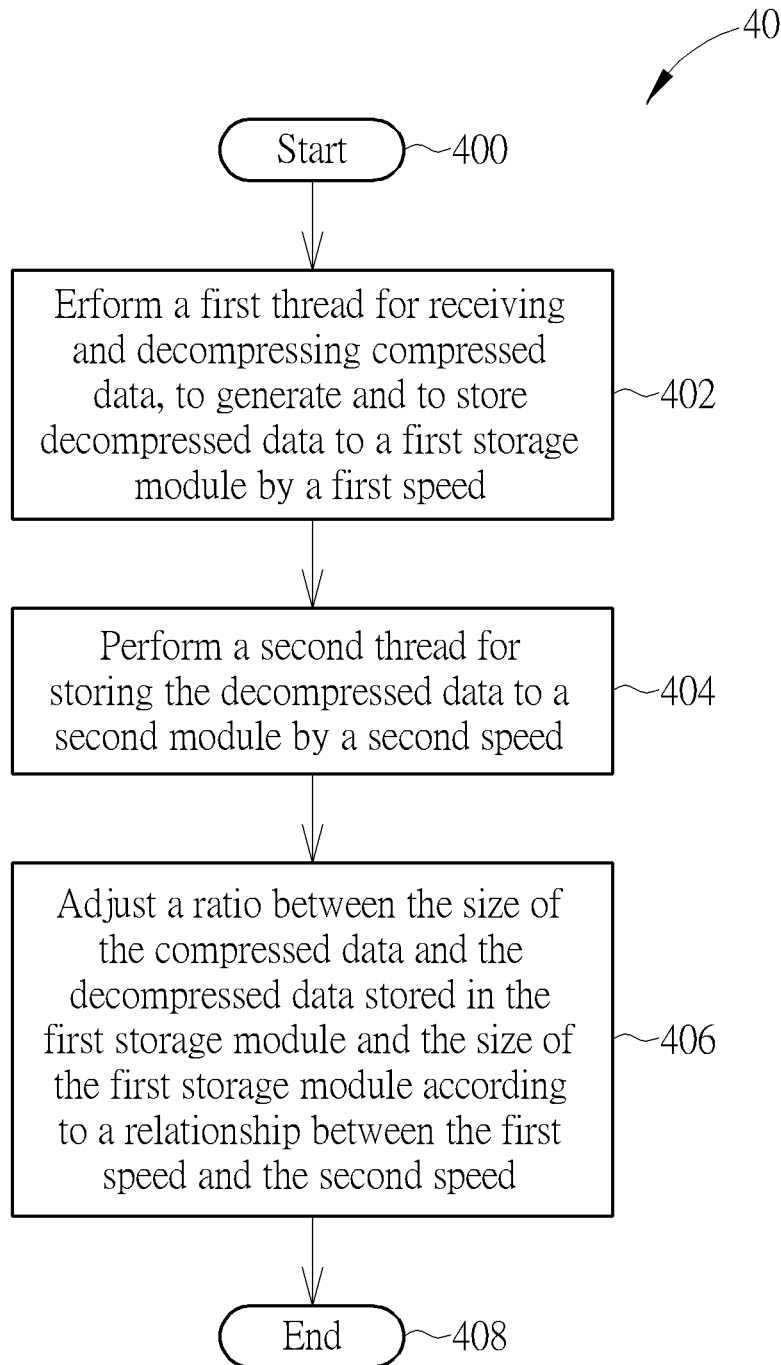 40
Start
400
Erform a first thread for receiving
and decompressing compressed
data, to generate and to store
decompressed data to a first storage
module by a first speed
402
Perform a second thread for
storing the decompressed data to a
second module by a second speed
404
Adjust a ratio between the size of
the compressed data and the
decompressed data stored in the
first storage module and the size of
the first storage module according
to a relationship between the first
speed and the second speed
406
End
408